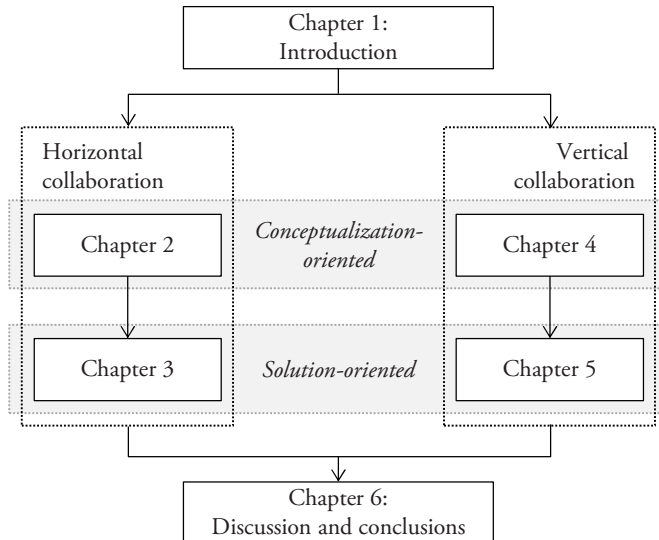 Chapter 1:
Introduction
Horizontal
collaboration
Vertical
collaboration
Chapter 2
Conceptualization-
oriented
Chapter 4
Chapter 3
Solution-oriented
Chapter 5
Chapter 6:
Discussion and conclusions